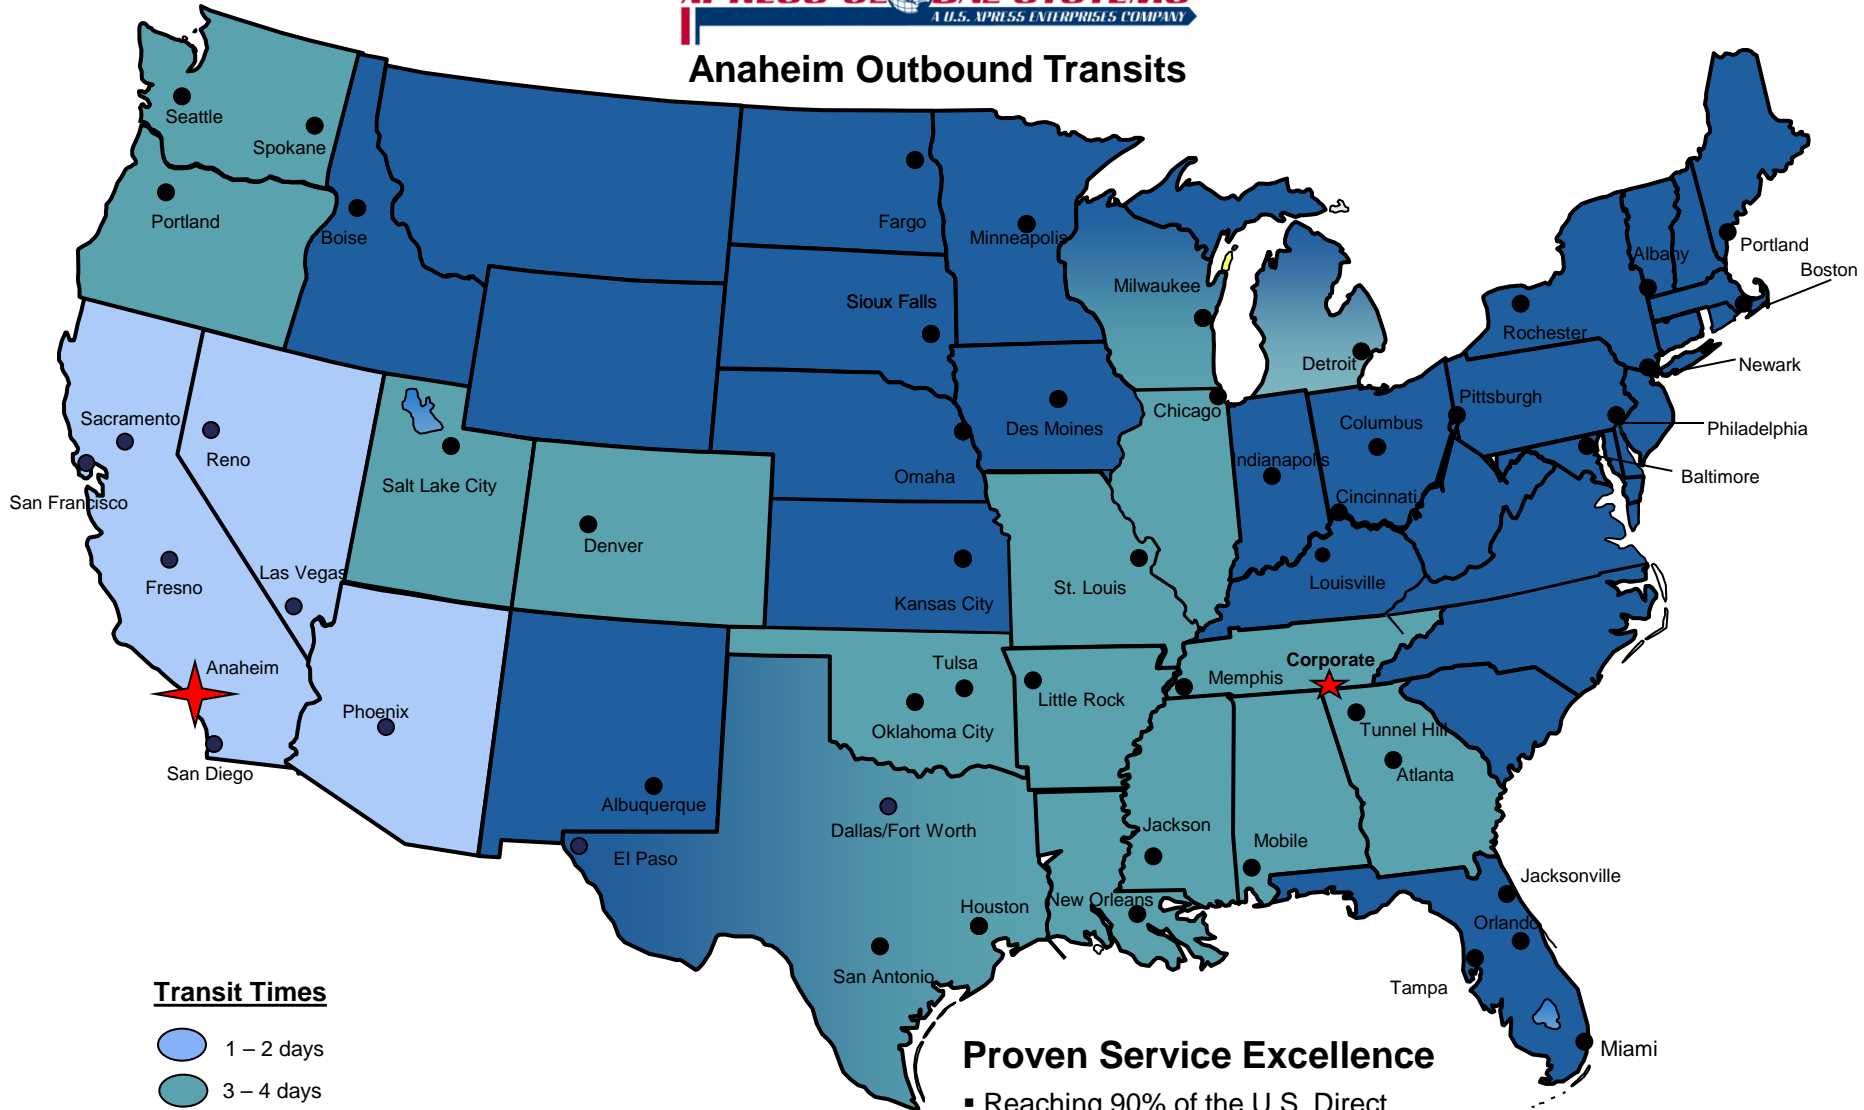 A U.S. XPRESS ENTERPRISES COMPANY
Anaheim Outbound Transits
Seattle
Spokane
Portland
Boise
Fargo
Minneapolis
Milwaukee
Albany
Portland
Boston
Sioux Falls
Rochester
Detroit
Newark
Sacramento
Reno
Salt Lake City
Omaha
Des Moines
Chicago
Indianapolis
Columbus
Cincinnati
Pittsburgh
Philadelphia
Baltimore
San Francisco
Fresno
Las Vegas
Denver
Kansas City
St. Louis
Louisville
Anaheim
San Diego
Phoenix
Albuquerque
El Paso
Tulsa
Oklahoma City
Little Rock
Memphis
Corporate
Tunnel Hill
Atlanta
Dallas/Fort Worth
Jackson
Mobile
Houston
New Orleans
San Antonio
Jacksonville
Orlando
Tampa
Miami
Transit Times
1 – 2 days
3 – 4 days
Proven Service Excellence
▪ Reaching 90% of the U.S. Direct